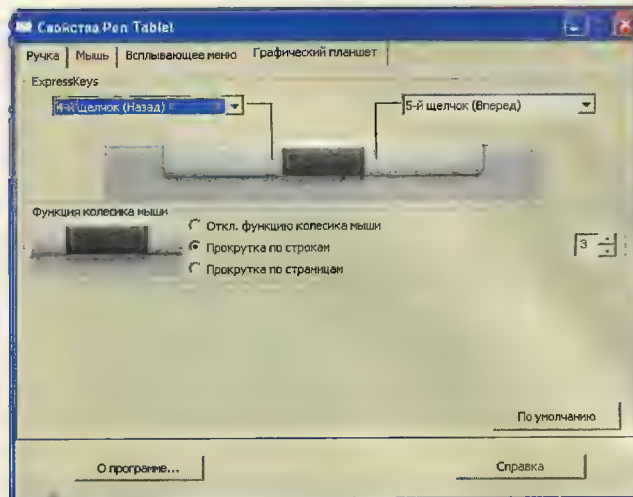 Свойства Pen Tablet
Ручка Мышь Всплывающее меню Графический планшет
ExpressKeys
4-й щелчок (Назад) 5-й щелчок (Вперед)
Функция колесика мыши
Откл. функцию колесика мыши
Прокрутка по строкам 3
Прокрутка по страницам
По умолчанию
О программе... Справка